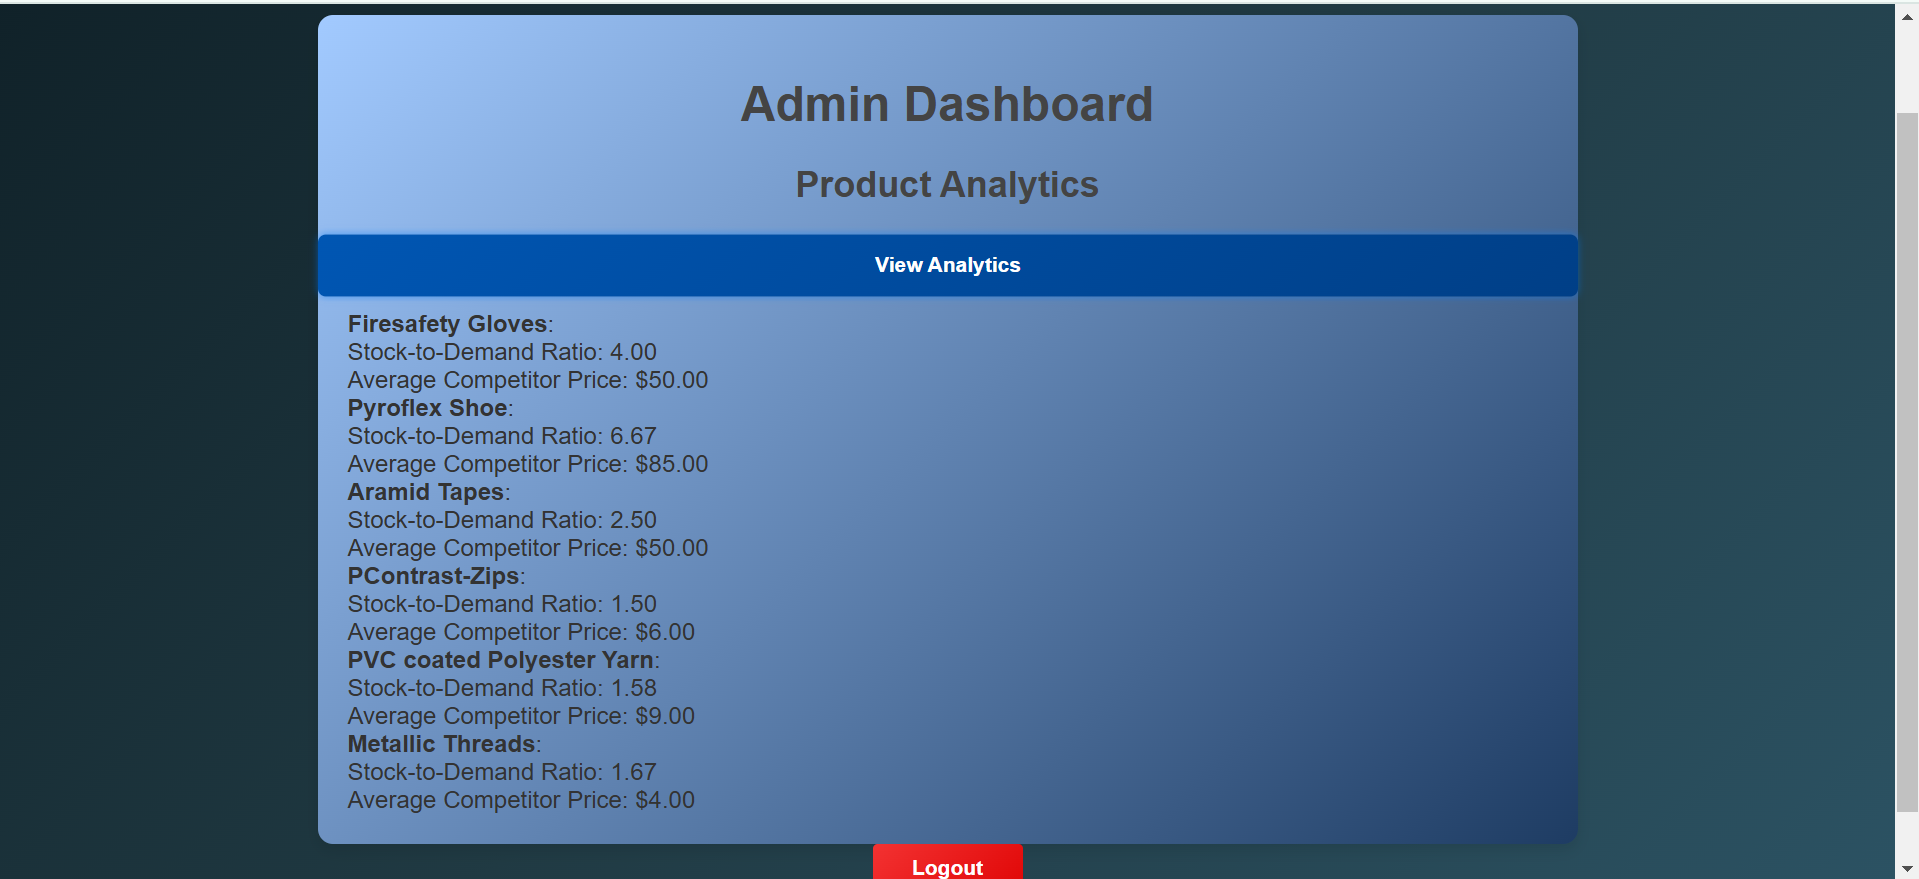 Admin Dashboard
Product Analytics
View Analytics
Firesafety Gloves:
Stock-to-Demand Ratio: 4.00
Average Competitor Price: $50.00
Pyroflex Shoe:
Stock-to-Demand Ratio: 6.67
Average Competitor Price: $85.00
Aramid Tapes:
Stock-to-Demand Ratio: 2.50
Average Competitor Price: $50.00
PContrast-Zips:
Stock-to-Demand Ratio: 1.50
Average Competitor Price: $6.00
PVC coated Polyester Yarn:
Stock-to-Demand Ratio: 1.58
Average Competitor Price: $9.00
Metallic Threads:
Stock-to-Demand Ratio: 1.67
Average Competitor Price: $4.00
Logout